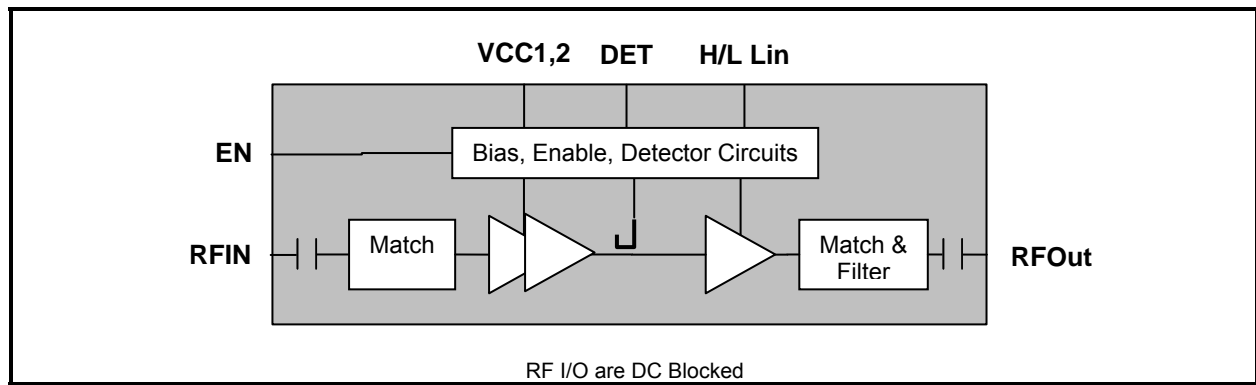 VCC1,2 DET H/L Lin
EN
Bias, Enable, Detector Circuits
RFIN
Match
Match &
Filter
RFOut
RF I/O are DC Blocked